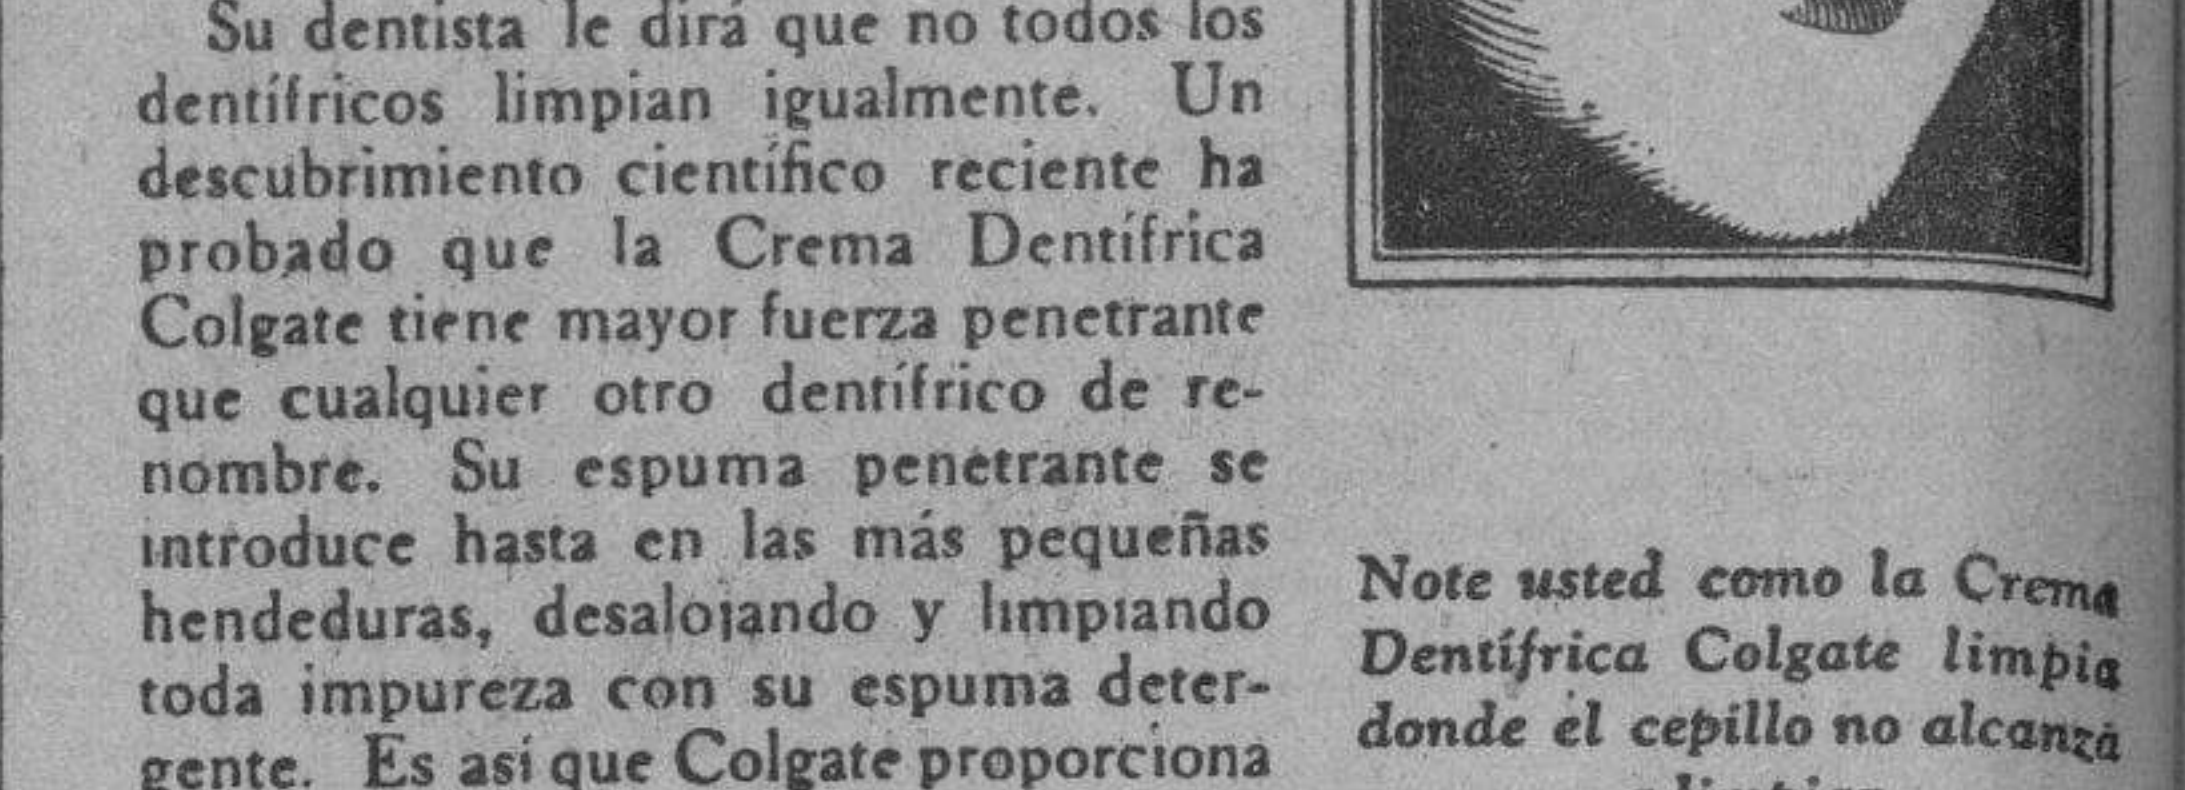 Su dentista le dirá que no todos los
dentífricos limpian igualmente. Un
descubrimiento científico reciente ha
probado que la Crema Dentífrica
Colgate tiene mayor fuerza penetrante
que cualquier otro dentífrico de re-
nombre. Su espuma penetrante se
introduce hasta en las más pequeñas
hendeduras, desalojando y limpiando
toda impureza con su espuma deter-
gente. Es así que Colgate proporciona
Note usted como la Crema
Dentífrica Colgate limpia
donde el cepillo no alcanza